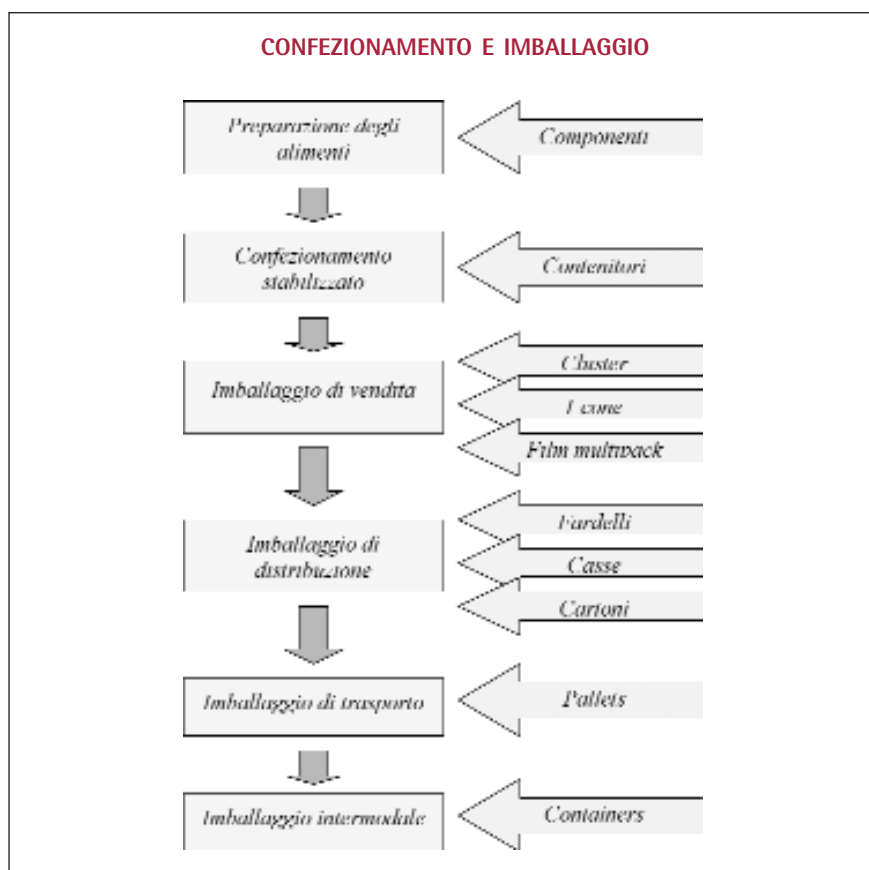 CONFEZIONAMENTO E IMBALLAGGIO
Preparazione degli
alimenti
Componenti
Confezionamento
stabilizzato
Contenitori
Imballaggio di vendita
Cluster
Film multipack
Imballaggio di
distribuzione
Fardelli
Casse
Cartoni
Imballaggio di trasporto
Pallets
Imballaggio intermodale
Containers